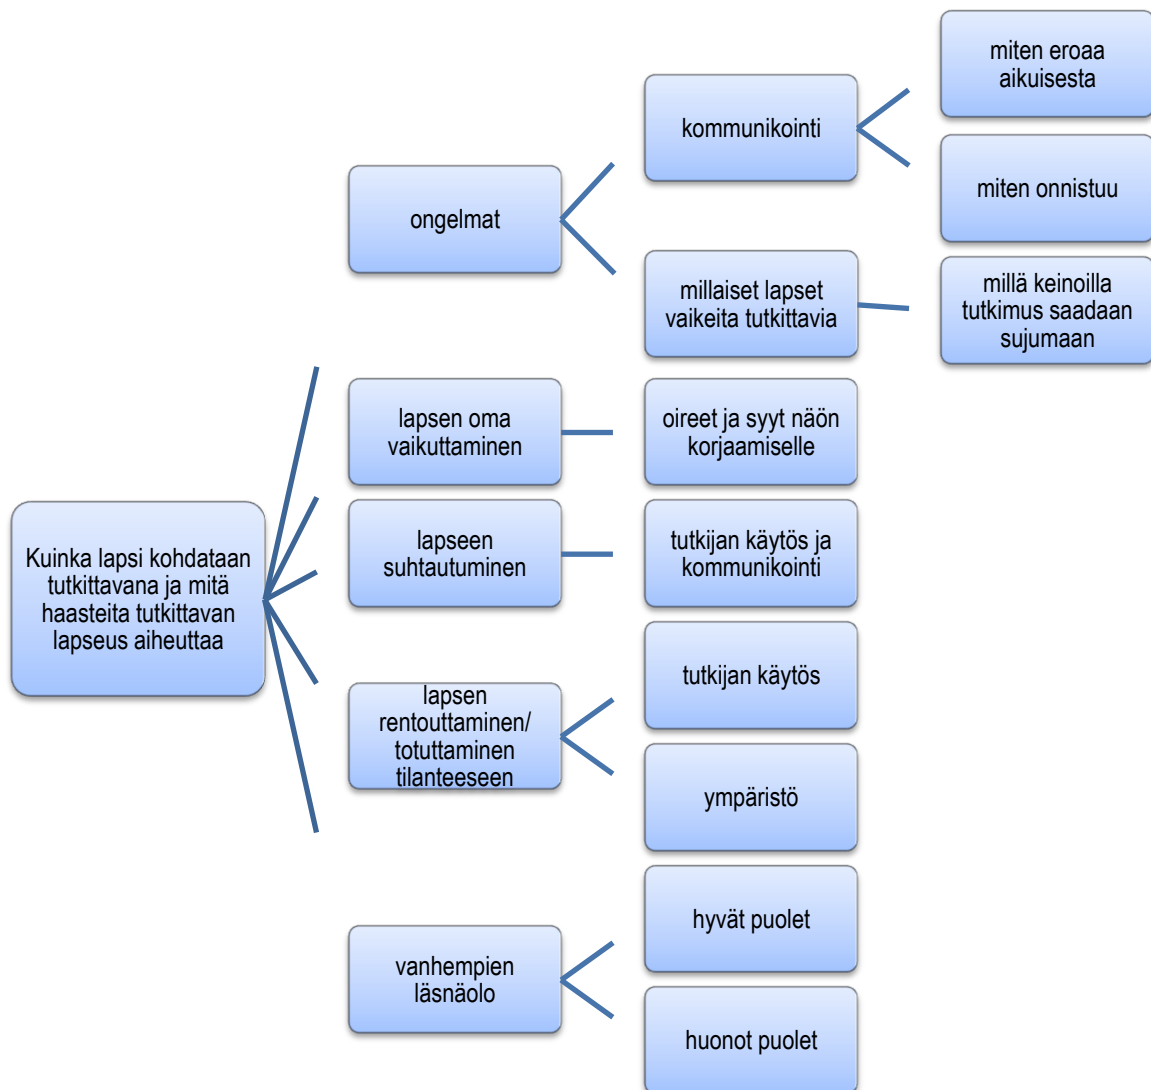 Kuinka lapsi kohdataan
tutkittavana ja mitä
haasteita tutkittavan
lapseus aiheuttaa
ongelmat
kommunikointi
miten eroaa
aikuisesta
miten onnistuu
millaiset lapset
vaikeita tutkittavia
millä keinoilla
tutkimus saadaan
sujumaan
lapsen oma
vaikuttaminen
oireet ja syyt näön
korjaamiselle
lapseen
suhtautuminen
tutkijan käytös ja
kommunikointi
lapsen
rentouttaminen/
totuttaminen
tilanteeseen
tutkijan käytös
ympäristö
vanhempien
läsnäolo
hyvät puolet
huonot puolet